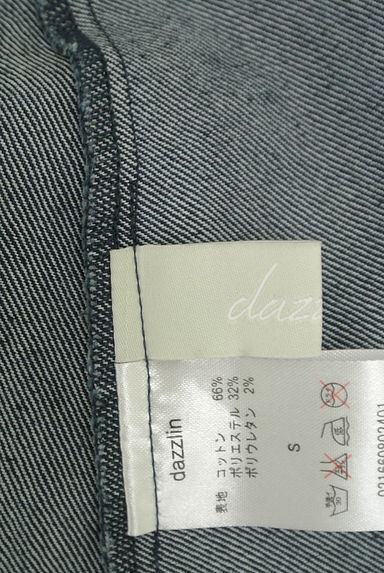 dazz
dazzlin
表地 コットン 66%
ポリエステル 32%
ポリウレタン 2%
S